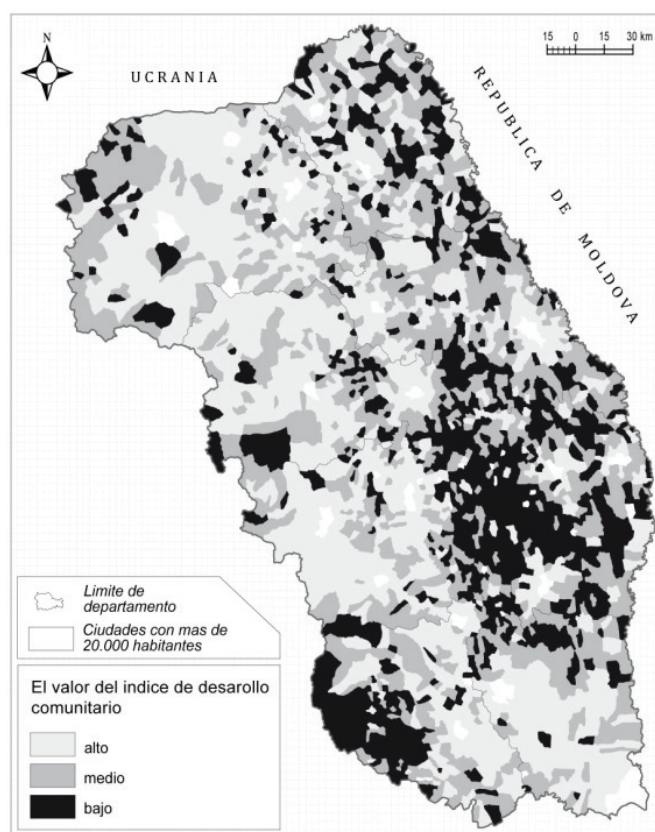 N
UCRANIA
15 0 15 30 km
REPUBLICA DE MOLDOVA
Limite de
departamento
Ciudades con mas de
20.000 habitantes
El valor del indice de desarollo
comunitario
alto
medio
bajo